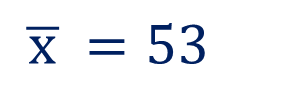 x̅ = 53